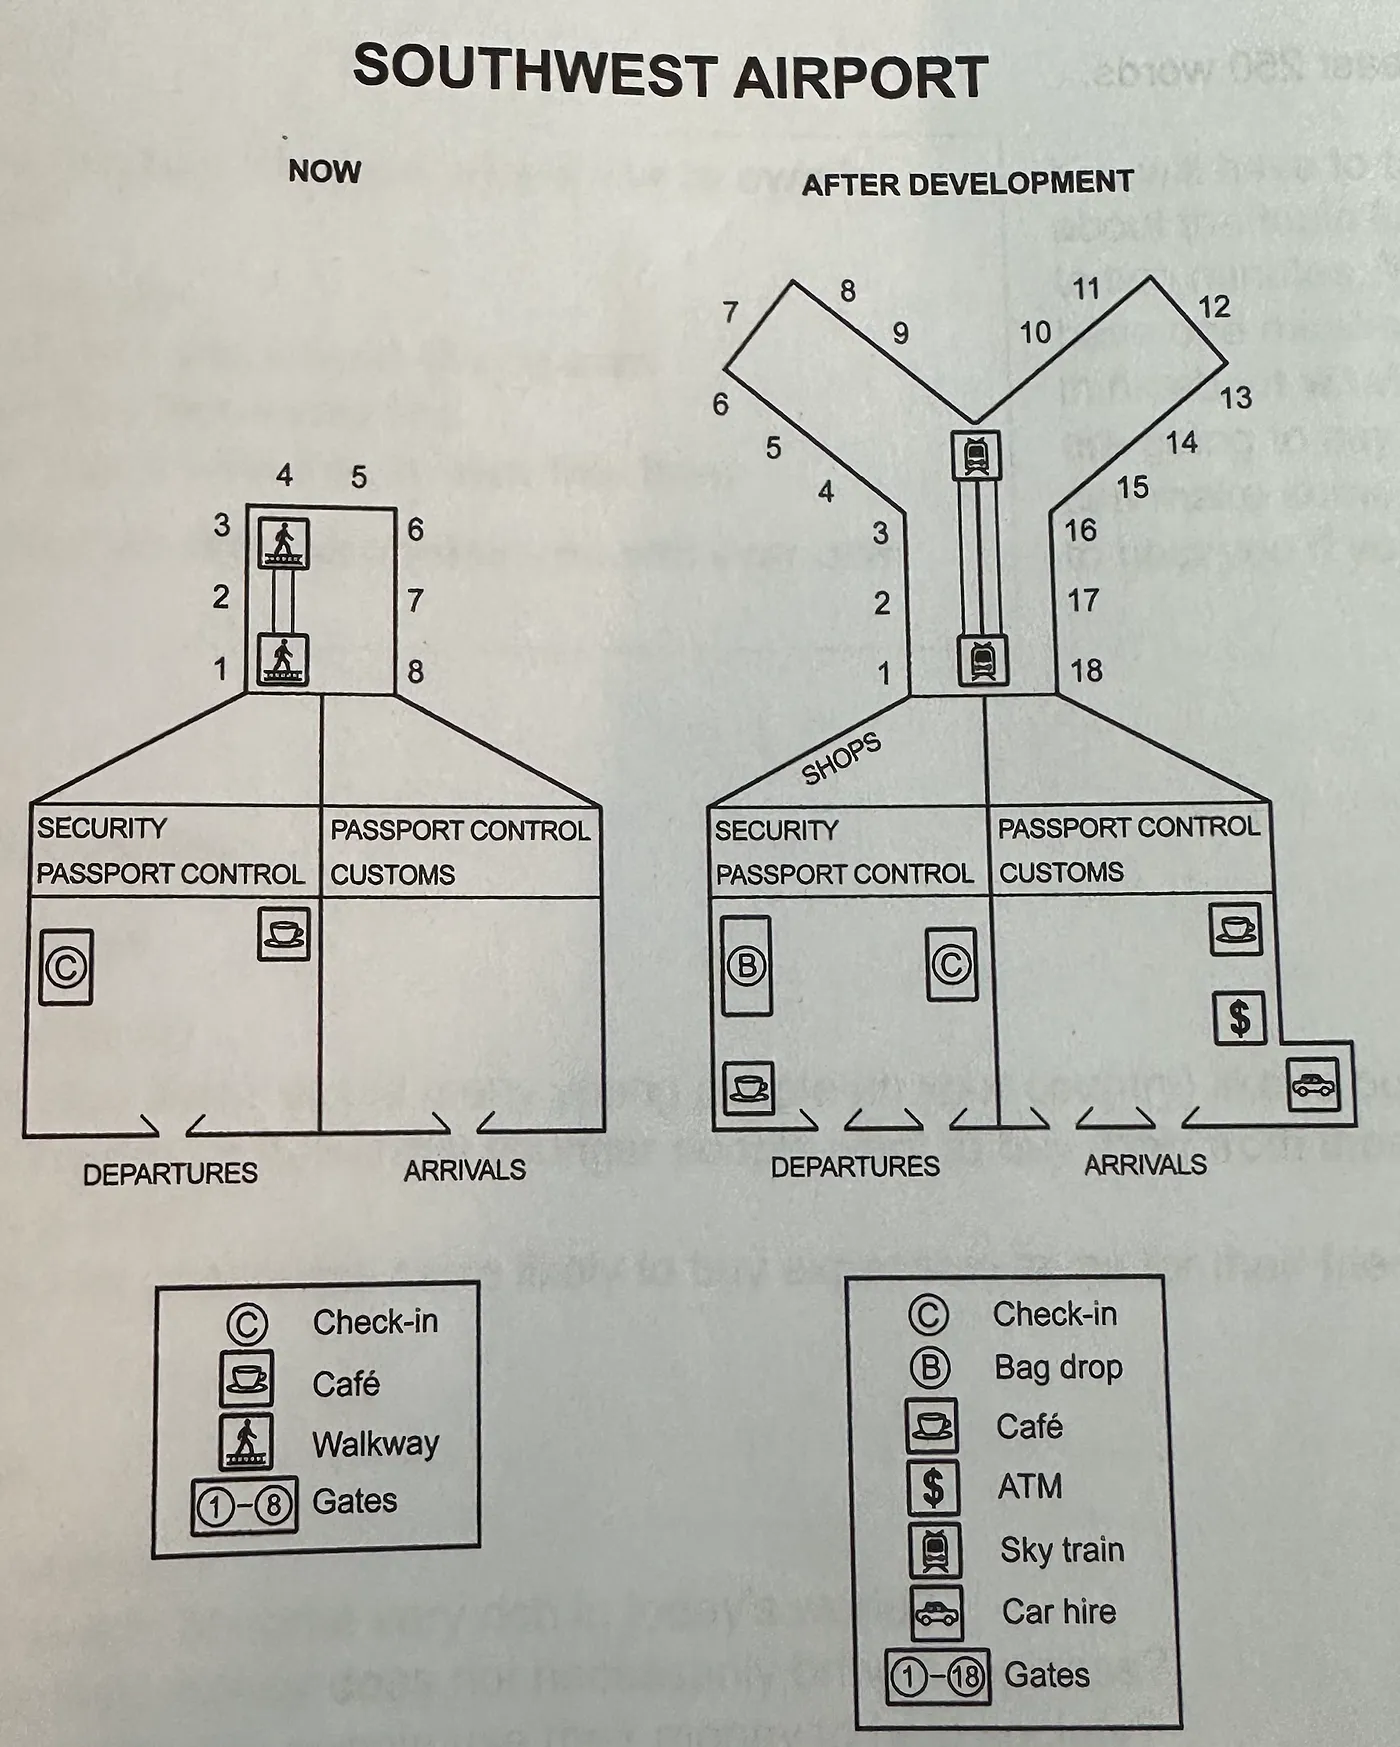 SOUTHWEST AIRPORT
NOW
4 5
3 6
2 7
1 8
SECURITY
PASSPORT CONTROL
PASSPORT CONTROL
CUSTOMS
C
DEPARTURES
ARRIVALS
C Check-in
Café
Walkway
1-8 Gates
AFTER DEVELOPMENT
7 8 11 12
9 10
6 13
5 14
4 15
3 16
2 17
1 18
SHOPS
SECURITY
PASSPORT CONTROL
PASSPORT CONTROL
CUSTOMS
B C
$
DEPARTURES
ARRIVALS
C Check-in
B Bag drop
Café
$ ATM
Sky train
Car hire
1-18 Gates